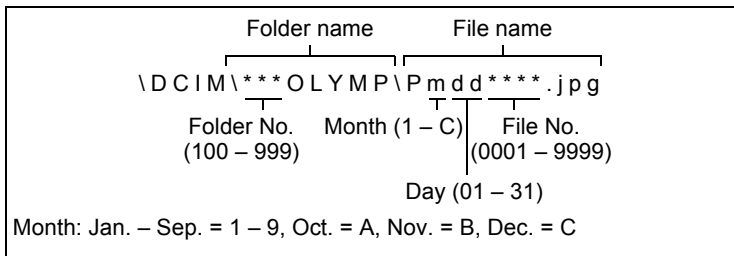 Folder name File name
\DCIM\***OLYMP\Pmdd****.jpg
Folder No. Month (1 – C) File No.
(100 – 999) (0001 – 9999)
Day (01 – 31)
Month: Jan. – Sep. = 1 – 9, Oct. = A, Nov. = B, Dec. = C